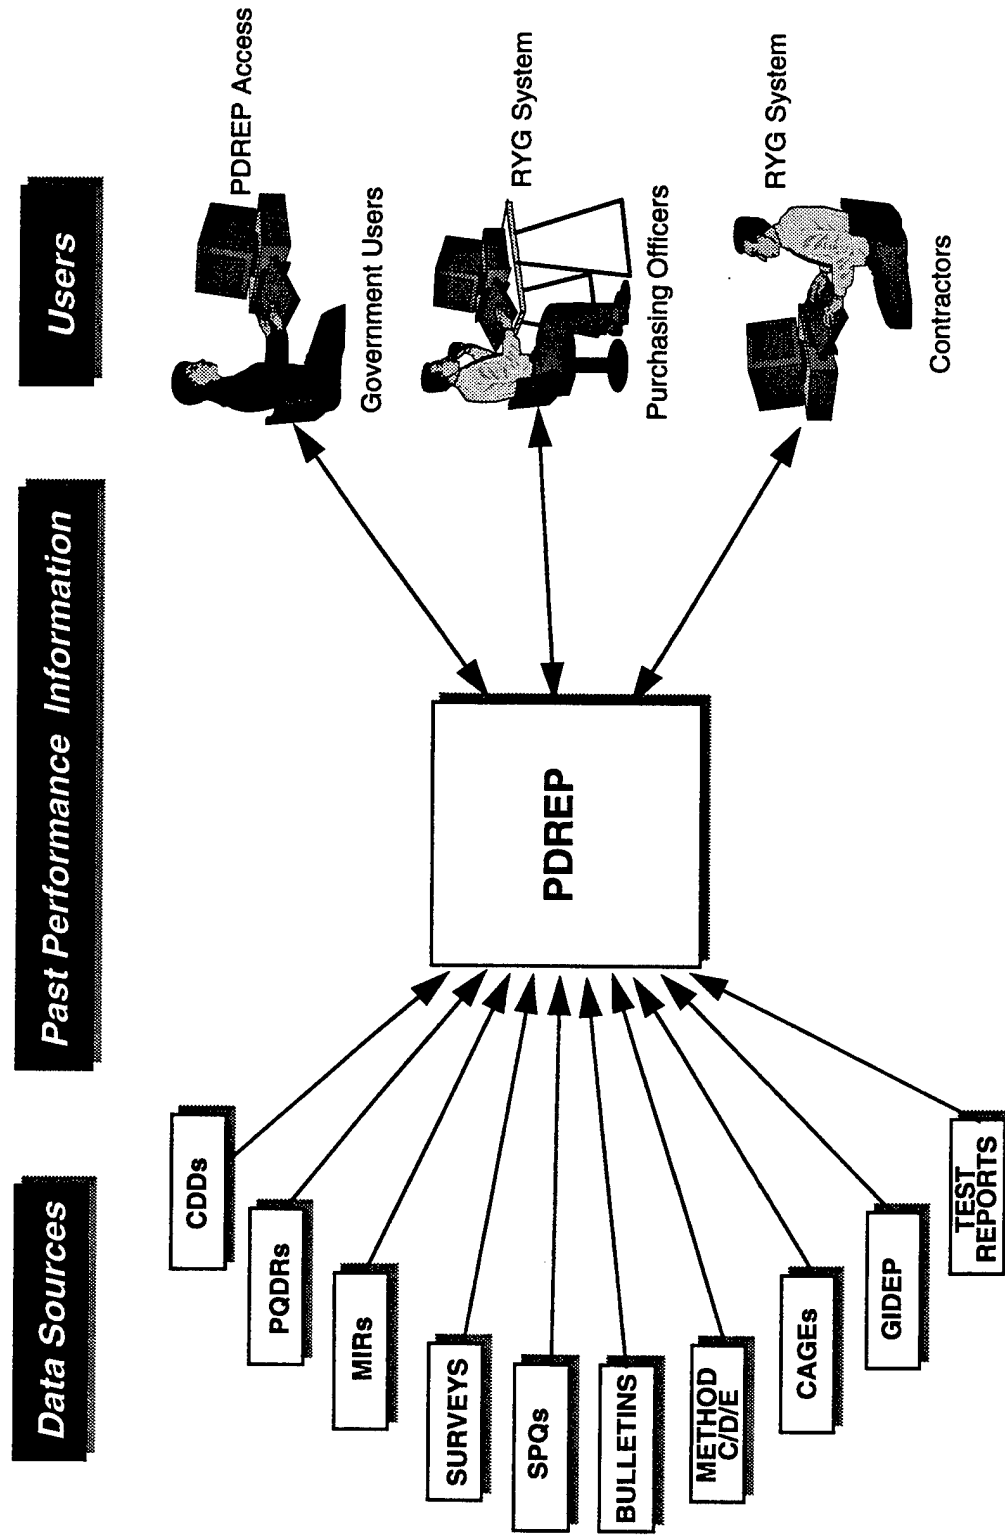 Data Sources
Past Performance Information
Users
CDDs
PQDRs
MIRs
SURVEYS
SPQs
BULLETINS
METHOD
C/D/E
CAGEs
GIDEP
TEST
REPORTS
PDREP
PDREP Access
Government Users
RYG System
Purchasing Officers
RYG System
Contractors